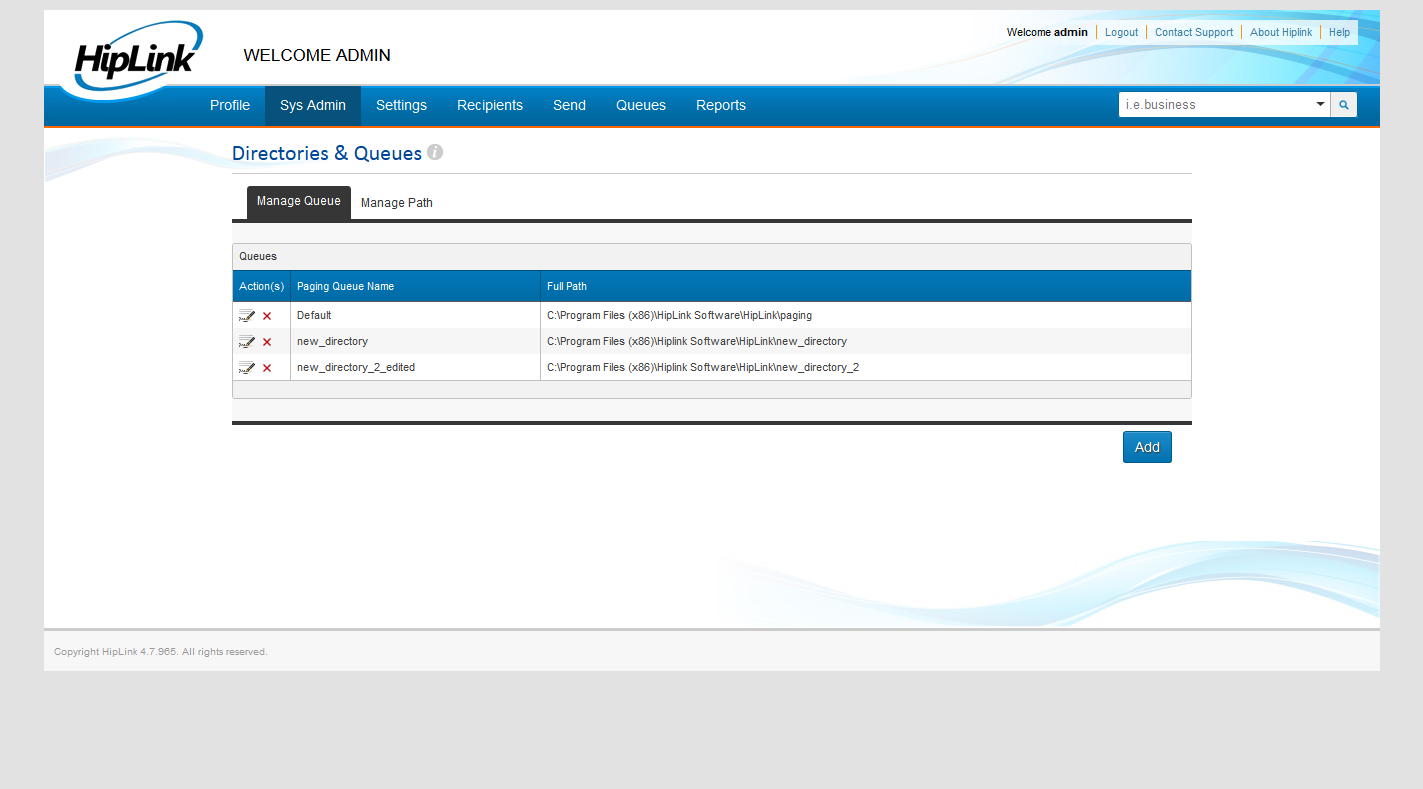 HipLink
WELCOME ADMIN
Welcome admin Logout Contact Support About Hiplink Help
Profile Sys Admin Settings Recipients Send Queues Reports i.e.business
Directories & Queues i
Manage Queue Manage Path
Queues
Action(s) Paging Queue Name Full Path
Default C:\Program Files (x86)\HipLink Software\HipLink\paging
new_directory C:\Program Files (x86)\Hiplink Software\HipLink\new_directory
new_directory_2_edited C:\Program Files (x86)\Hiplink Software\HipLink\new_directory_2
Add
Copyright HipLink 4.7.965. All rights reserved.